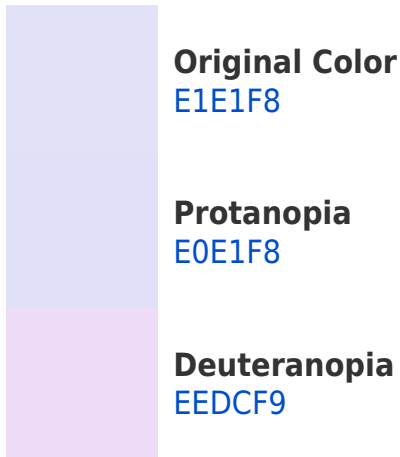 Original Color
E1E1F8
Protanopia
E0E1F8
Deuteranopia
EEDCF9